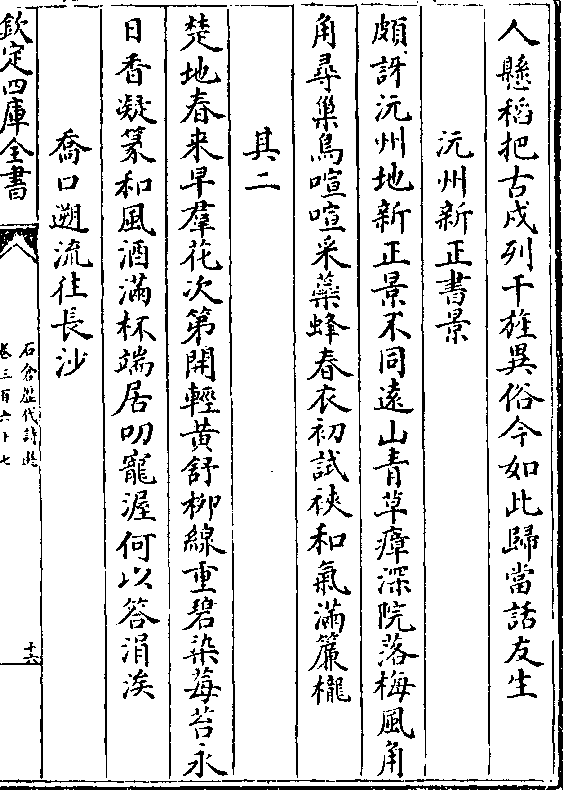 人懸稻把古戍列干旌異俗今如此歸當話友生
沅州新正書景
頗訝沅州地新正景不同遠山青草瘴深院落梅風角
角尋巢鳥喧喧采藥蜂春衣初試裌和氣滿簾櫳
其二
楚地春來早羣花次第開輕黄舒柳線重碧染莓苔永
日香凝篆和風酒滿杯端居叨寵渥何以答涓涘
喬口遡流往長沙
欽定四庫全書
石倉歷代詩選
卷三百六十七
十六